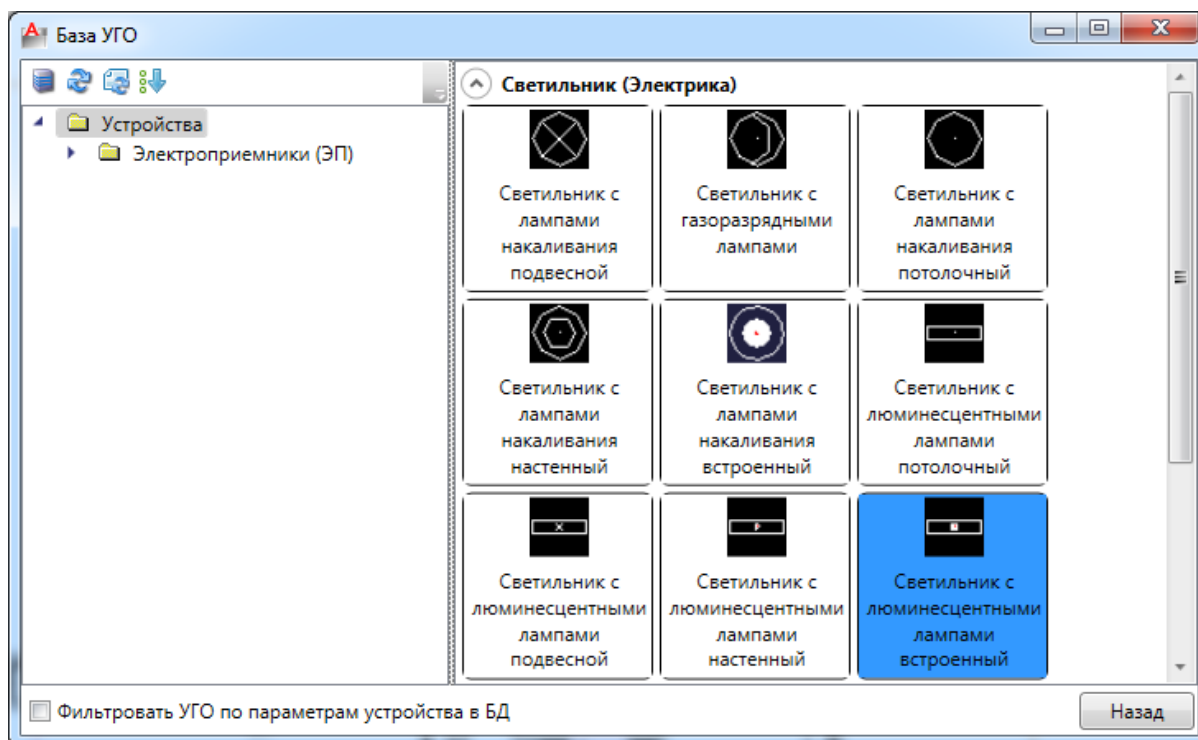 База УГО
Устройства
Электроприемники (ЭП)
Светильник (Электрика)
Светильник с
лампами
накаливания
подвесной
Светильник с
газоразрядными
лампами
Светильник с
лампами
накаливания
потолочный
Светильник с
лампами
накаливания
настенный
Светильник с
лампами
накаливания
встроенный
Светильник с
люминесцентными
лампами
потолочный
Светильник с
люминесцентными
лампами
подвесной
Светильник с
люминесцентными
лампами
настенный
Светильник с
люминесцентными
лампами
встроенный
Фильтровать УГО по параметрам устройства в БД
Назад